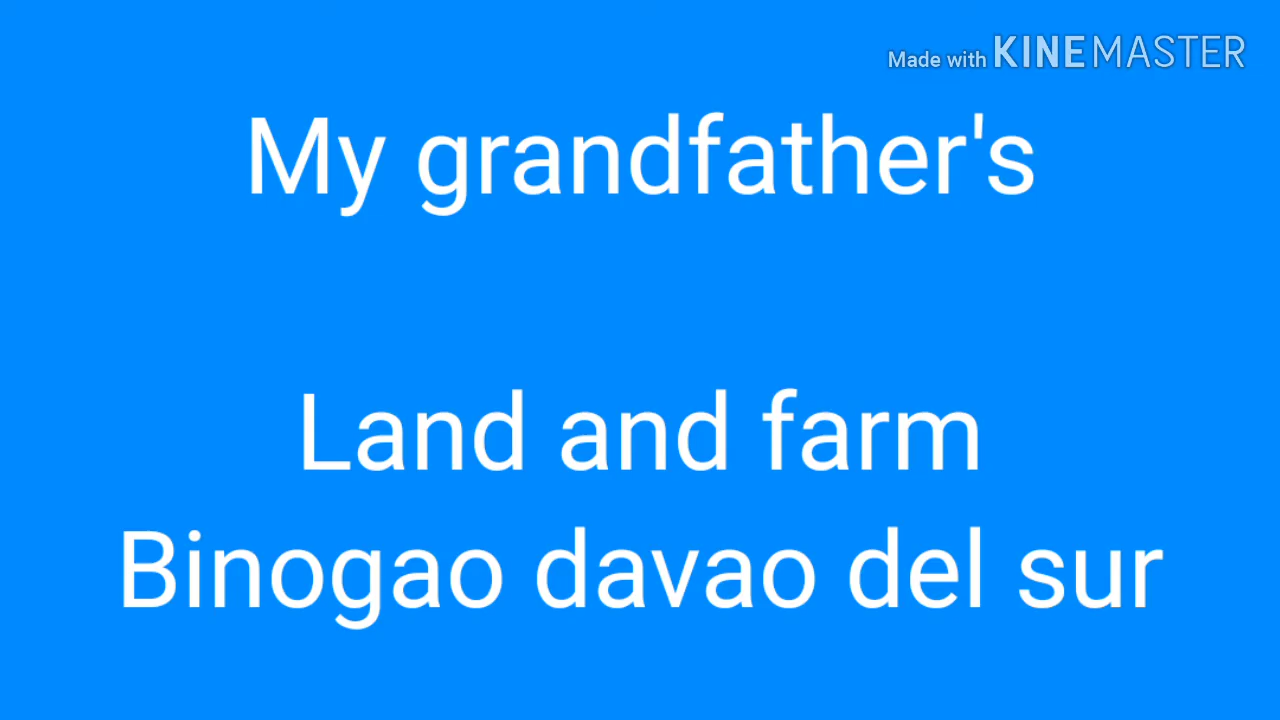 Made with KINEMASTER
My grandfather's
Land and farm
Binogao davao del sur